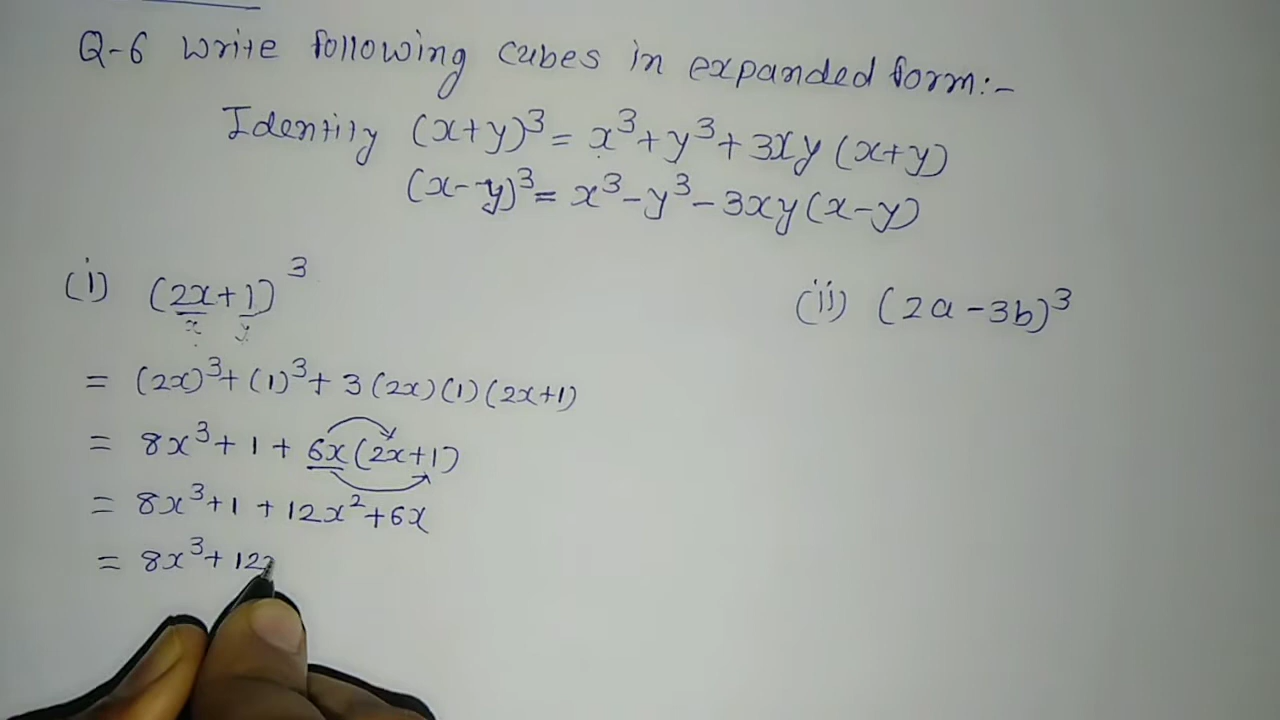 Q-6 Write following cubes in expanded form:-
Identity (x+y)³ = x³+y³+3xy(x+y)
(x-y)³ = x³-y³-3xy(x-y)
(i) (2x+1)³
x y
= (2x)³+(1)³+3(2x)(1)(2x+1)
= 8x³+1+6x(2x+1)
= 8x³+1+12x²+6x
= 8x³+12
(ii) (2a-3b)³